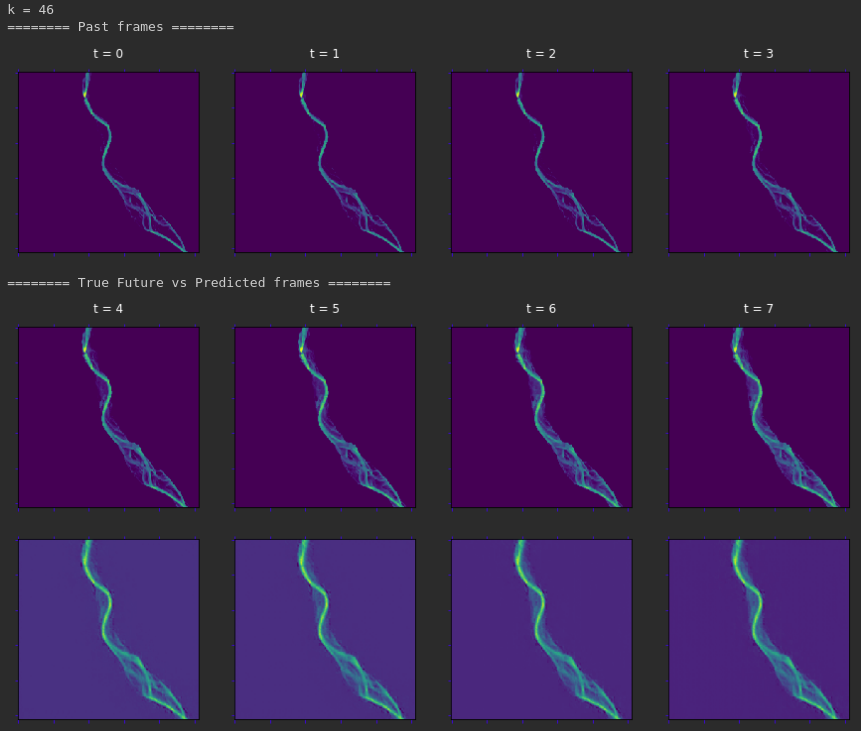 k = 46
======== Past frames ========
t = 0 t = 1 t = 2 t = 3
======== True Future vs Predicted frames ========
t = 4 t = 5 t = 6 t = 7